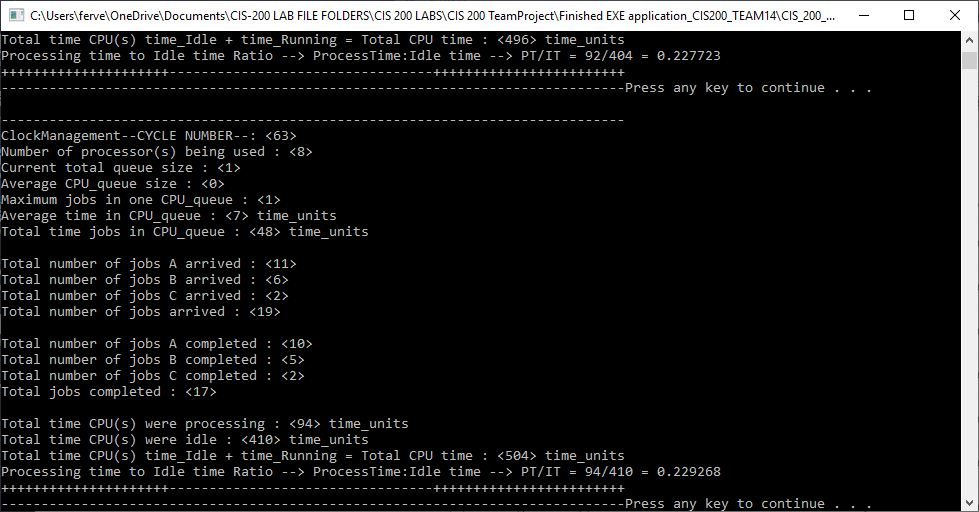 C:\Users\ferve\OneDrive\Documents\CIS-200 LAB FILE FOLDERS\CIS 200 LABS\CIS 200 TeamProject\Finished EXE application_CIS200_TEAM14\CIS_200_...
Total time CPU(s) time_Idle + time_Running = Total CPU time : <496> time_units
Processing time to Idle time Ratio --> ProcessTime:Idle time --> PT/IT = 92/404 = 0.227723
+++++++++++++++++++++---------------------------------++++++++++++++++++++++++
------------------------------------------------------------------------------Press any key to continue . . .
------------------------------------------------------------------------------
ClockManagement--CYCLE NUMBER--: <63>
Number of processor(s) being used : <8>
Current total queue size : <1>
Average CPU_queue size : <0>
Maximum jobs in one CPU_queue : <1>
Average time in CPU_queue : <7> time_units
Total time jobs in CPU_queue : <48> time_units
Total number of jobs A arrived : <11>
Total number of jobs B arrived : <6>
Total number of jobs C arrived : <2>
Total number of jobs arrived : <19>
Total number of jobs A completed : <10>
Total number of jobs B completed : <5>
Total number of jobs C completed : <2>
Total jobs completed : <17>
Total time CPU(s) were processing : <94> time_units
Total time CPU(s) were idle : <410> time_units
Total time CPU(s) time_Idle + time_Running = Total CPU time : <504> time_units
Processing time to Idle time Ratio --> ProcessTime:Idle time --> PT/IT = 94/410 = 0.229268
+++++++++++++++++++++---------------------------------++++++++++++++++++++++++
------------------------------------------------------------------------------Press any key to continue . . .